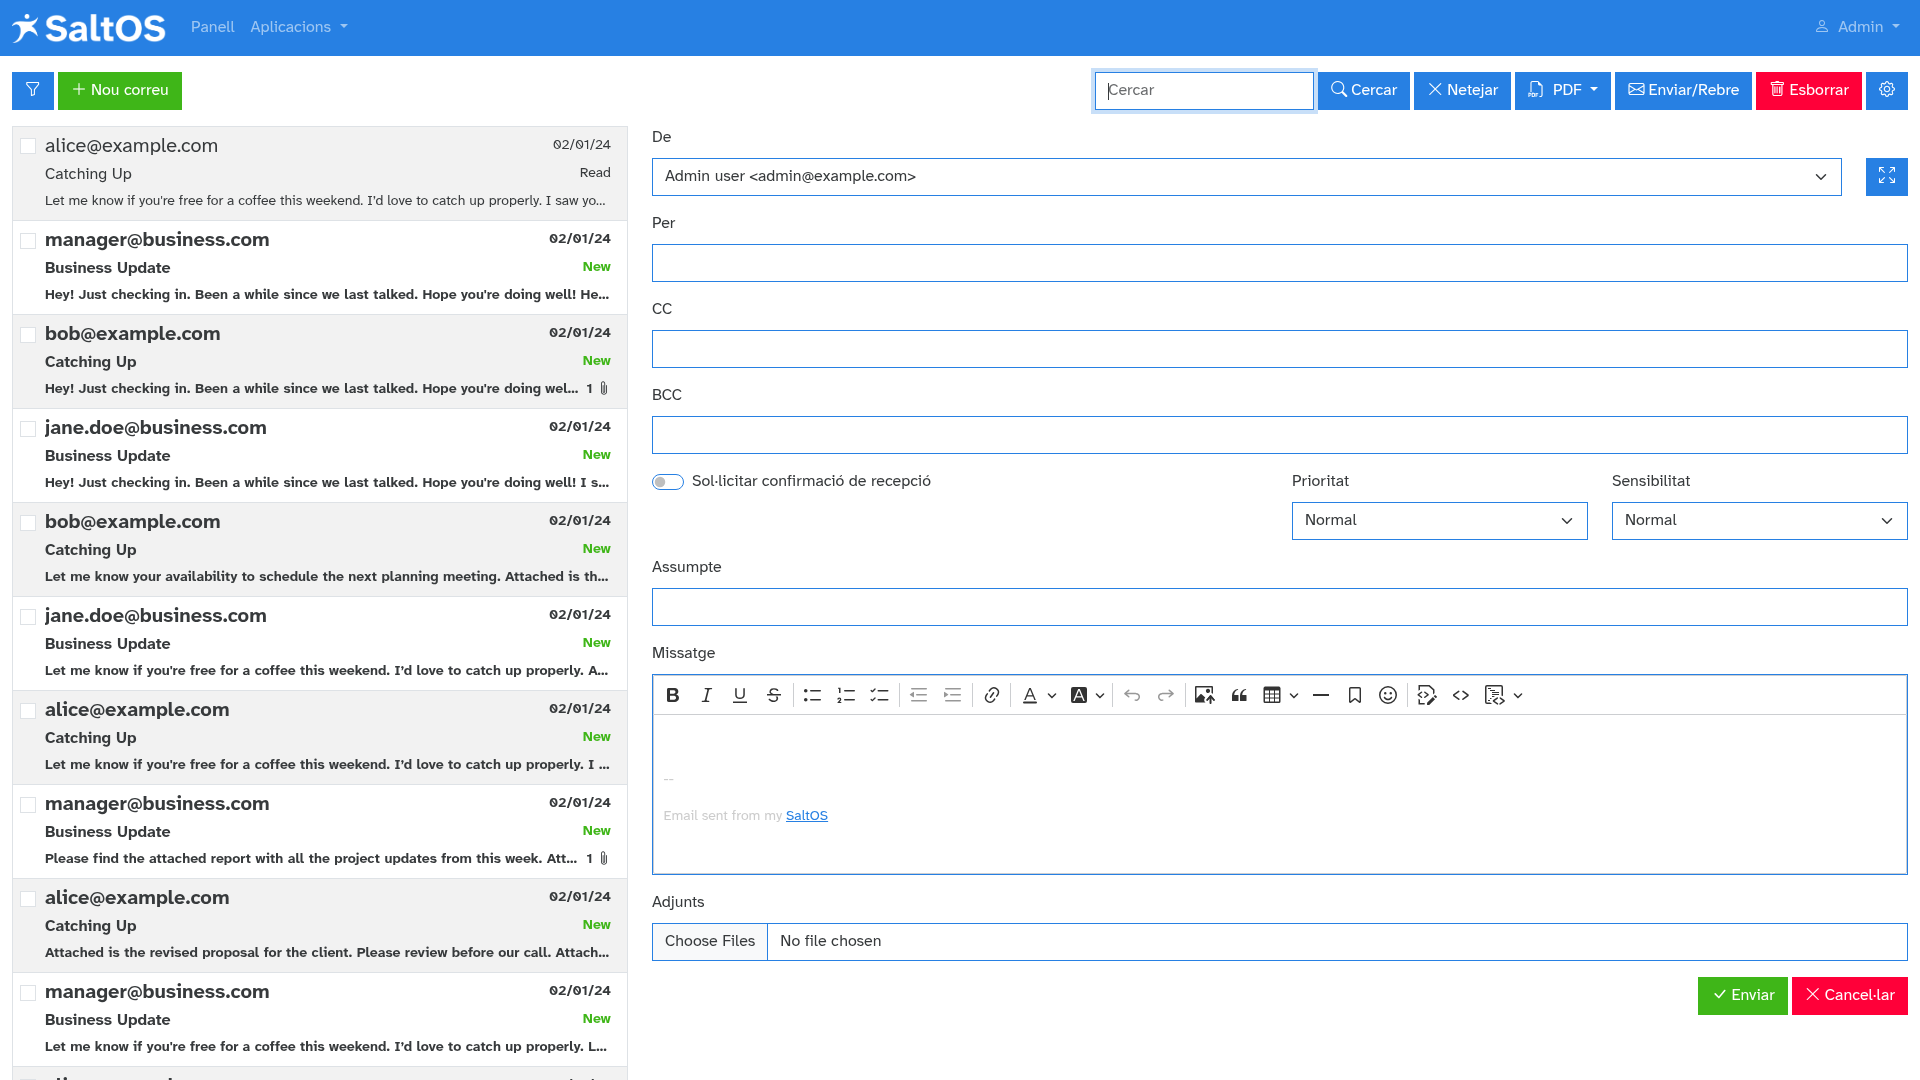 SaltOS Panell Aplicacions Admin
Nou correu Cercar Cercar Netejar PDF Enviar/Rebre Esborrar
alice@example.com 02/01/24
Catching Up Read
Let me know if you're free for a coffee this weekend. I'd love to catch up properly. I saw yo...
manager@business.com 02/01/24
Business Update New
Hey! Just checking in. Been a while since we last talked. Hope you're doing well! He...
bob@example.com 02/01/24
Catching Up New
Hey! Just checking in. Been a while since we last talked. Hope you're doing wel... 1
jane.doe@business.com 02/01/24
Business Update New
Hey! Just checking in. Been a while since we last talked. Hope you're doing well! I s...
bob@example.com 02/01/24
Catching Up New
Let me know your availability to schedule the next planning meeting. Attached is th...
jane.doe@business.com 02/01/24
Business Update New
Let me know if you're free for a coffee this weekend. I'd love to catch up properly. A...
alice@example.com 02/01/24
Catching Up New
Let me know if you're free for a coffee this weekend. I'd love to catch up properly. I ...
manager@business.com 02/01/24
Business Update New
Please find the attached report with all the project updates from this week. Att... 1
alice@example.com 02/01/24
Catching Up New
Attached is the revised proposal for the client. Please review before our call. Attach...
manager@business.com 02/01/24
Business Update New
Let me know if you're free for a coffee this weekend. I'd love to catch up properly. L...
De
Admin user <admin@example.com>
Per
CC
BCC
Sol·licitar confirmació de recepció
Prioritat
Normal
Sensibilitat
Normal
Assumpte
Missatge
--
Email sent from my SaltOS
Adjunts
Choose Files No file chosen
Enviar Cancel·lar